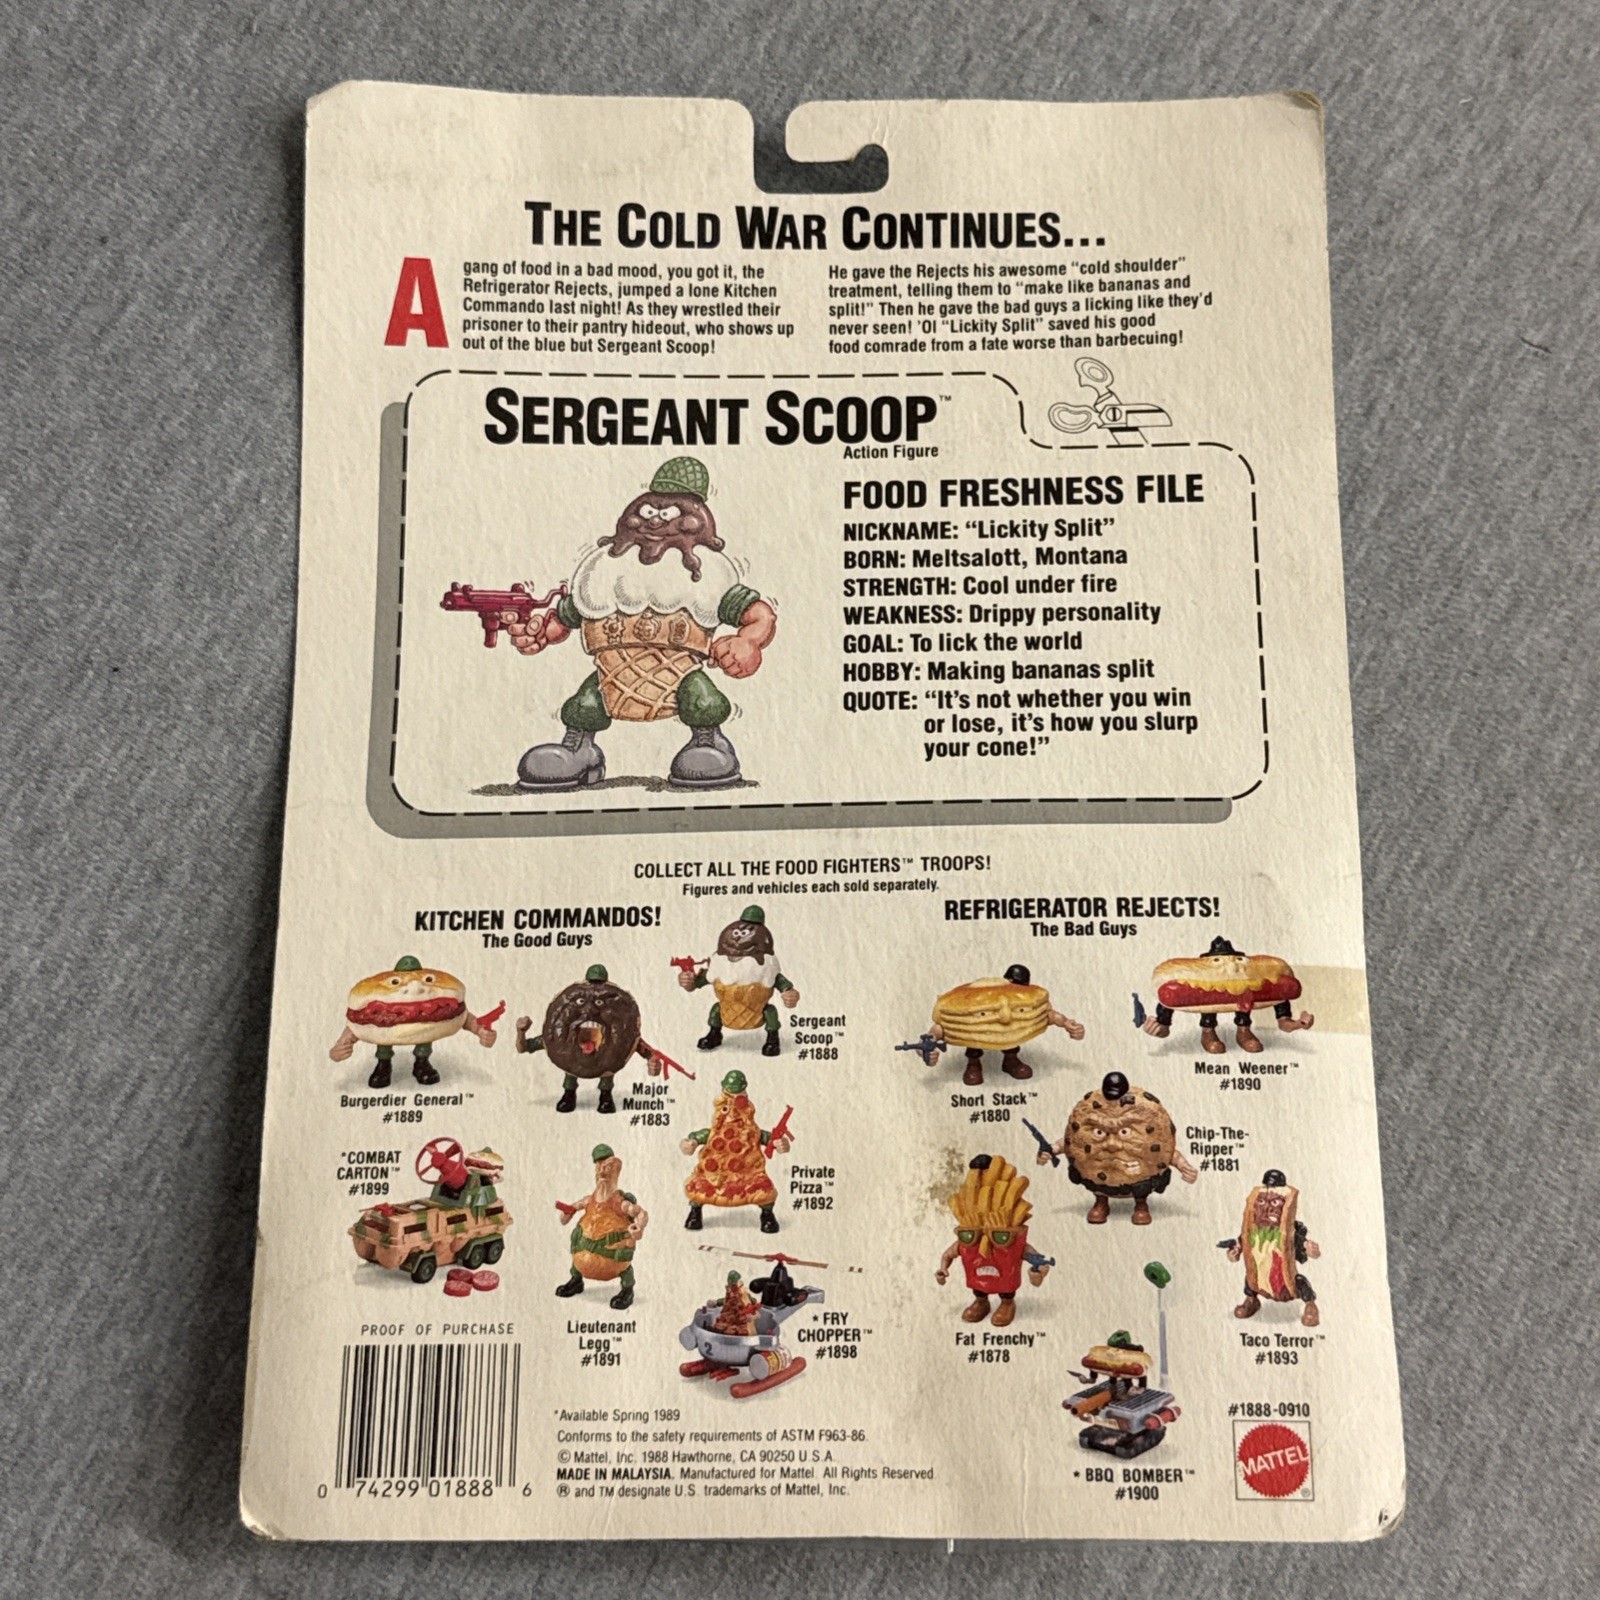 THE COLD WAR CONTINUES...
A gang of food in a bad mood, you got it, the
Refrigerator Rejects, jumped a lone Kitchen
Commando last night! As they wrestled their
prisoner to their pantry hideout, who shows up
out of the blue but Sergeant Scoop!
He gave the Rejects his awesome "cold shoulder"
treatment, telling them to "make like bananas and
split!" Then he gave the bad guys a licking like they'd
never seen! 'Ol "Lickity Split" saved his good
food comrade from a fate worse than barbecuing!
SERGEANT SCOOP™
Action Figure
FOOD FRESHNESS FILE
NICKNAME: "Lickity Split"
BORN: Meltsalott, Montana
STRENGTH: Cool under fire
WEAKNESS: Drippy personality
GOAL: To lick the world
HOBBY: Making bananas split
QUOTE: "It's not whether you win
or lose, it's how you slurp
your cone!"
COLLECT ALL THE FOOD FIGHTERS™ TROOPS!
Figures and vehicles each sold separately.
KITCHEN COMMANDOS!
The Good Guys
Burgerdier General™
#1889
Major
Munch™
#1883
Sergeant
Scoop™
#1888
*COMBAT
CARTON™
#1899
Private
Pizza™
#1892
Lieutenant
Legg™
#1891
2
*FRY
CHOPPER™
#1898
REFRIGERATOR REJECTS!
The Bad Guys
Short Stack™
#1880
Mean Weener™
#1890
Chip-The-
Ripper™
#1881
Fat Frenchy™
#1878
Taco Terror™
#1893
*BBQ BOMBER™
#1900
PROOF OF PURCHASE
0 74299 01888 6
*Available Spring 1989
Conforms to the safety requirements of ASTM F963-86.
© Mattel, Inc. 1988 Hawthorne, CA 90250 U.S.A.
MADE IN MALAYSIA. Manufactured for Mattel. All Rights Reserved.
® and TM designate U.S. trademarks of Mattel, Inc.
#1888-0910
MATTEL®